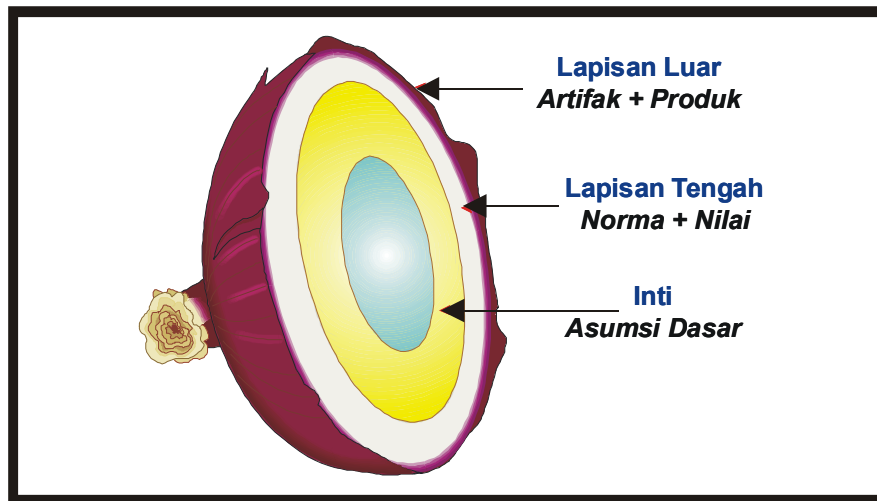 Lapisan Luar
Artifak + Produk
Lapisan Tengah
Norma + Nilai
Inti
Asumsi Dasar